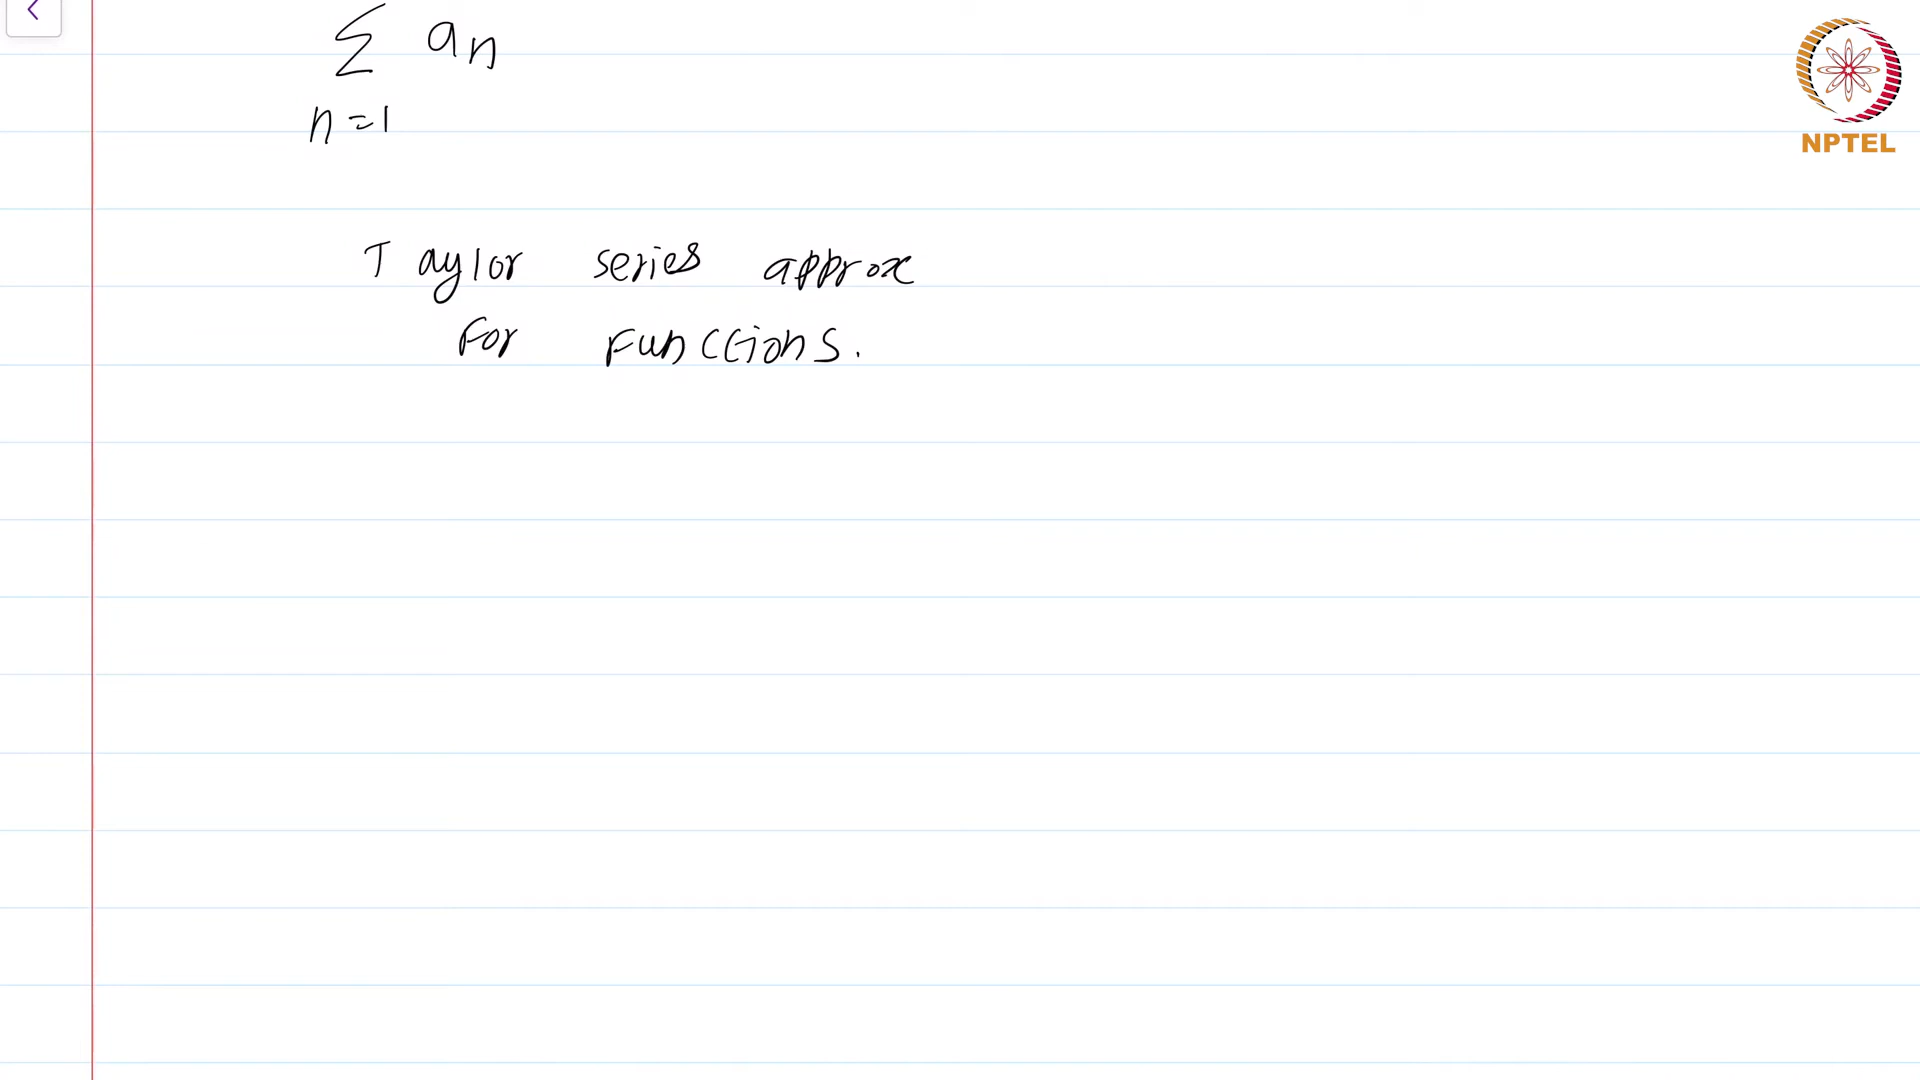 ∑ an
n=1
Taylor series approx
For Functions.
NPTEL